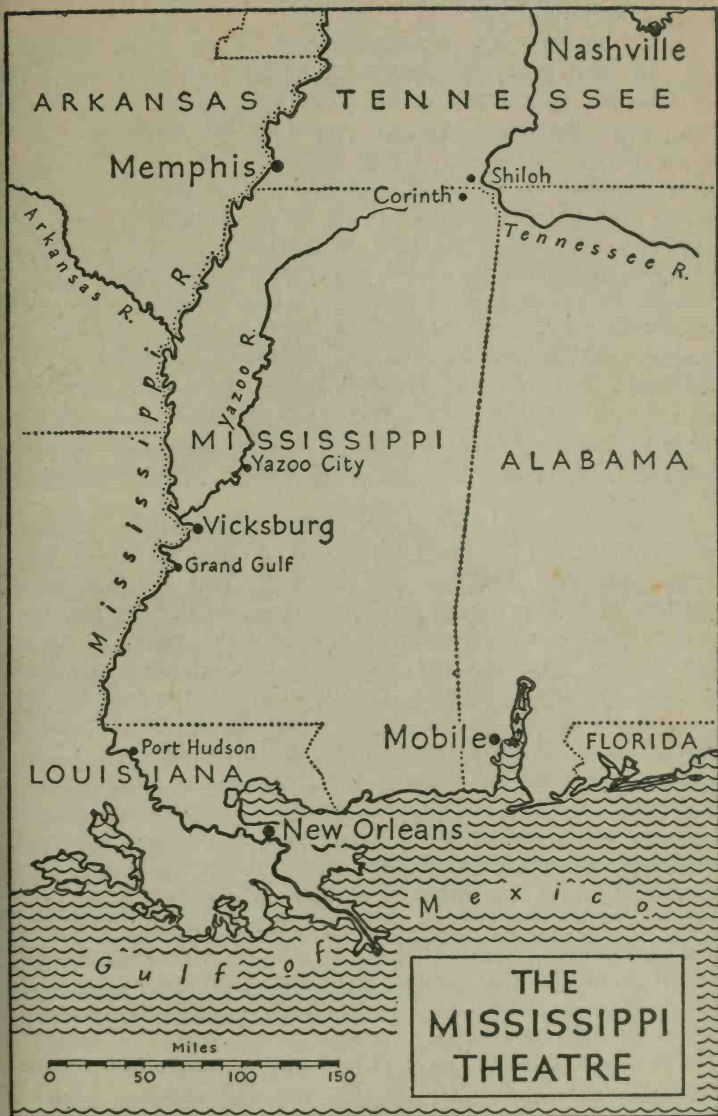 Nashville
ARKANSAS
TENNESSEE
Memphis
Shiloh
Corinth
Arkansas R.
Tennessee R.
Mississippi R.
Yazoo R.
MISSISSIPPI
Yazoo City
ALABAMA
Vicksburg
Grand Gulf
Port Hudson
Mobile
FLORIDA
LOUISIANA
New Orleans
Gulf of Mexico
THE
MISSISSIPPI
THEATRE
Miles
0 50 100 150